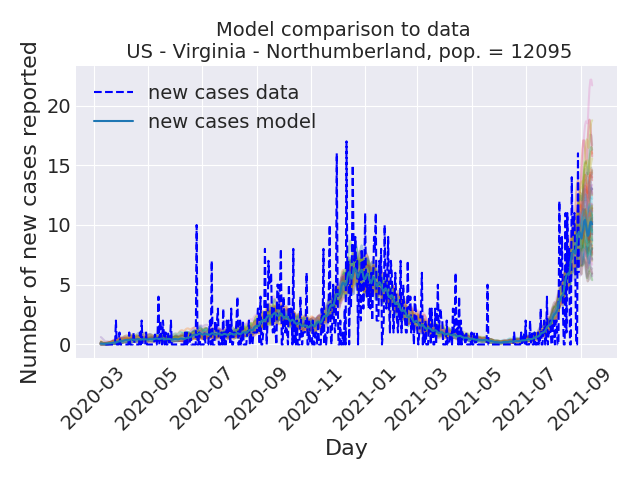 Model comparison to data
US - Virginia - Northumberland, pop. = 12095
Number of new cases reported
20
15
10
5
0
new cases data
new cases model
2020-03
2020-05
2020-07
2020-09
2020-11
2021-01
2021-03
2021-05
2021-07
2021-09
Day